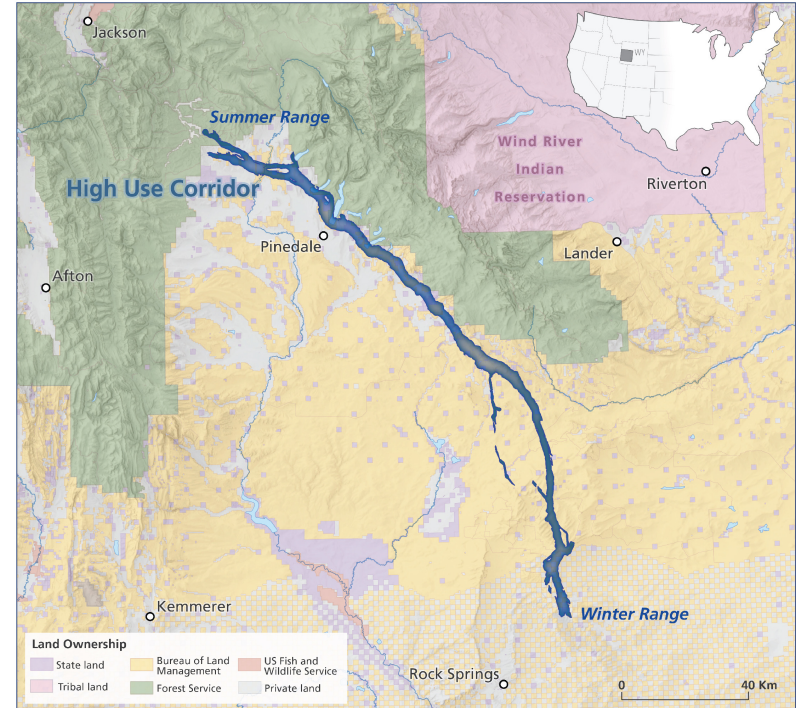 Jackson
WY
Summer Range
Wind River
Indian
Reservation
High Use Corridor
Riverton
Pinedale
Lander
Afton
Kemmerer
Winter Range
Rock Springs
Land Ownership
State land
Bureau of Land
Management
US Fish and
Wildlife Service
Tribal land
Forest Service
Private land
0 40 Km